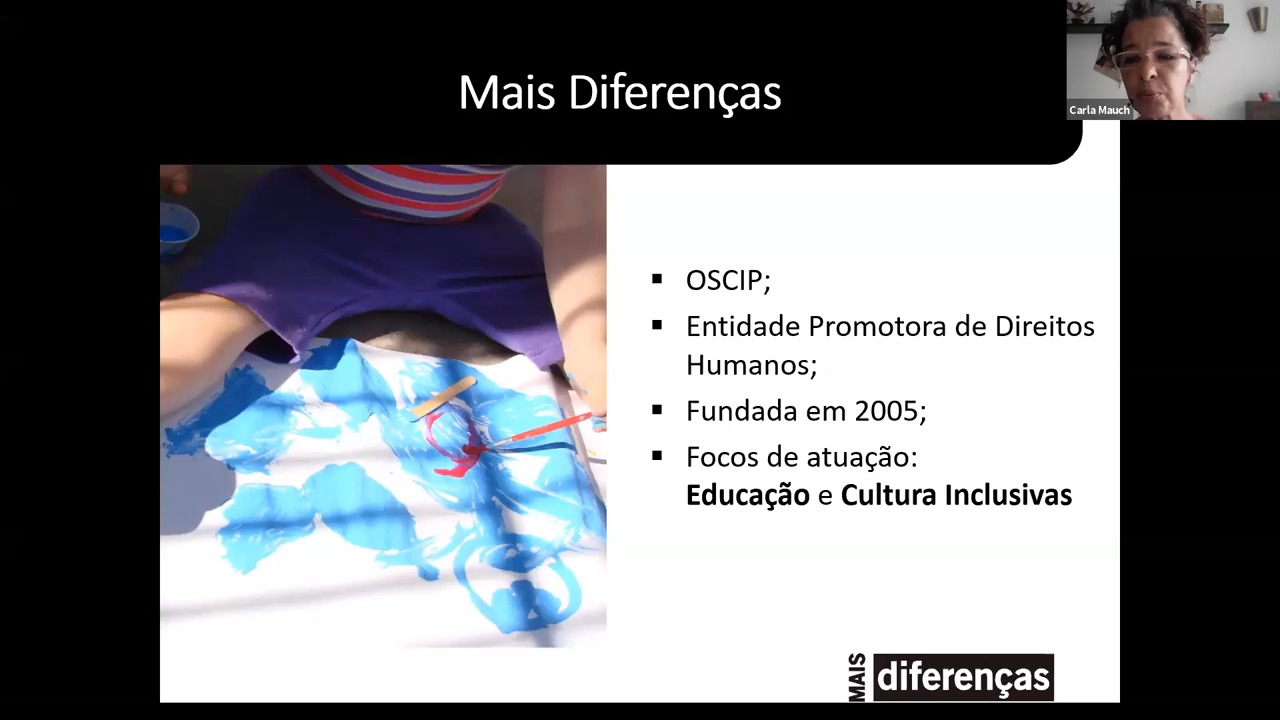 Mais Diferenças
Carla Mauch
▪ OSCIP;
▪ Entidade Promotora de Direitos
Humanos;
▪ Fundada em 2005;
▪ Focos de atuação:
Educação e Cultura Inclusivas
MAIS diferenças